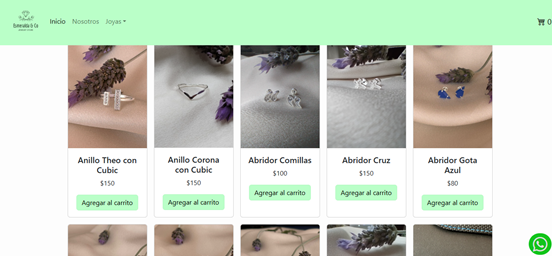 Inicio Nosotros Joyas
0
Anillo Theo con Cubic
$150
Agregar al carrito
Anillo Corona con Cubic
$150
Agregar al carrito
Abridor Comillas
$100
Agregar al carrito
Abridor Cruz
$150
Agregar al carrito
Abridor Gota Azul
$80
Agregar al carrito